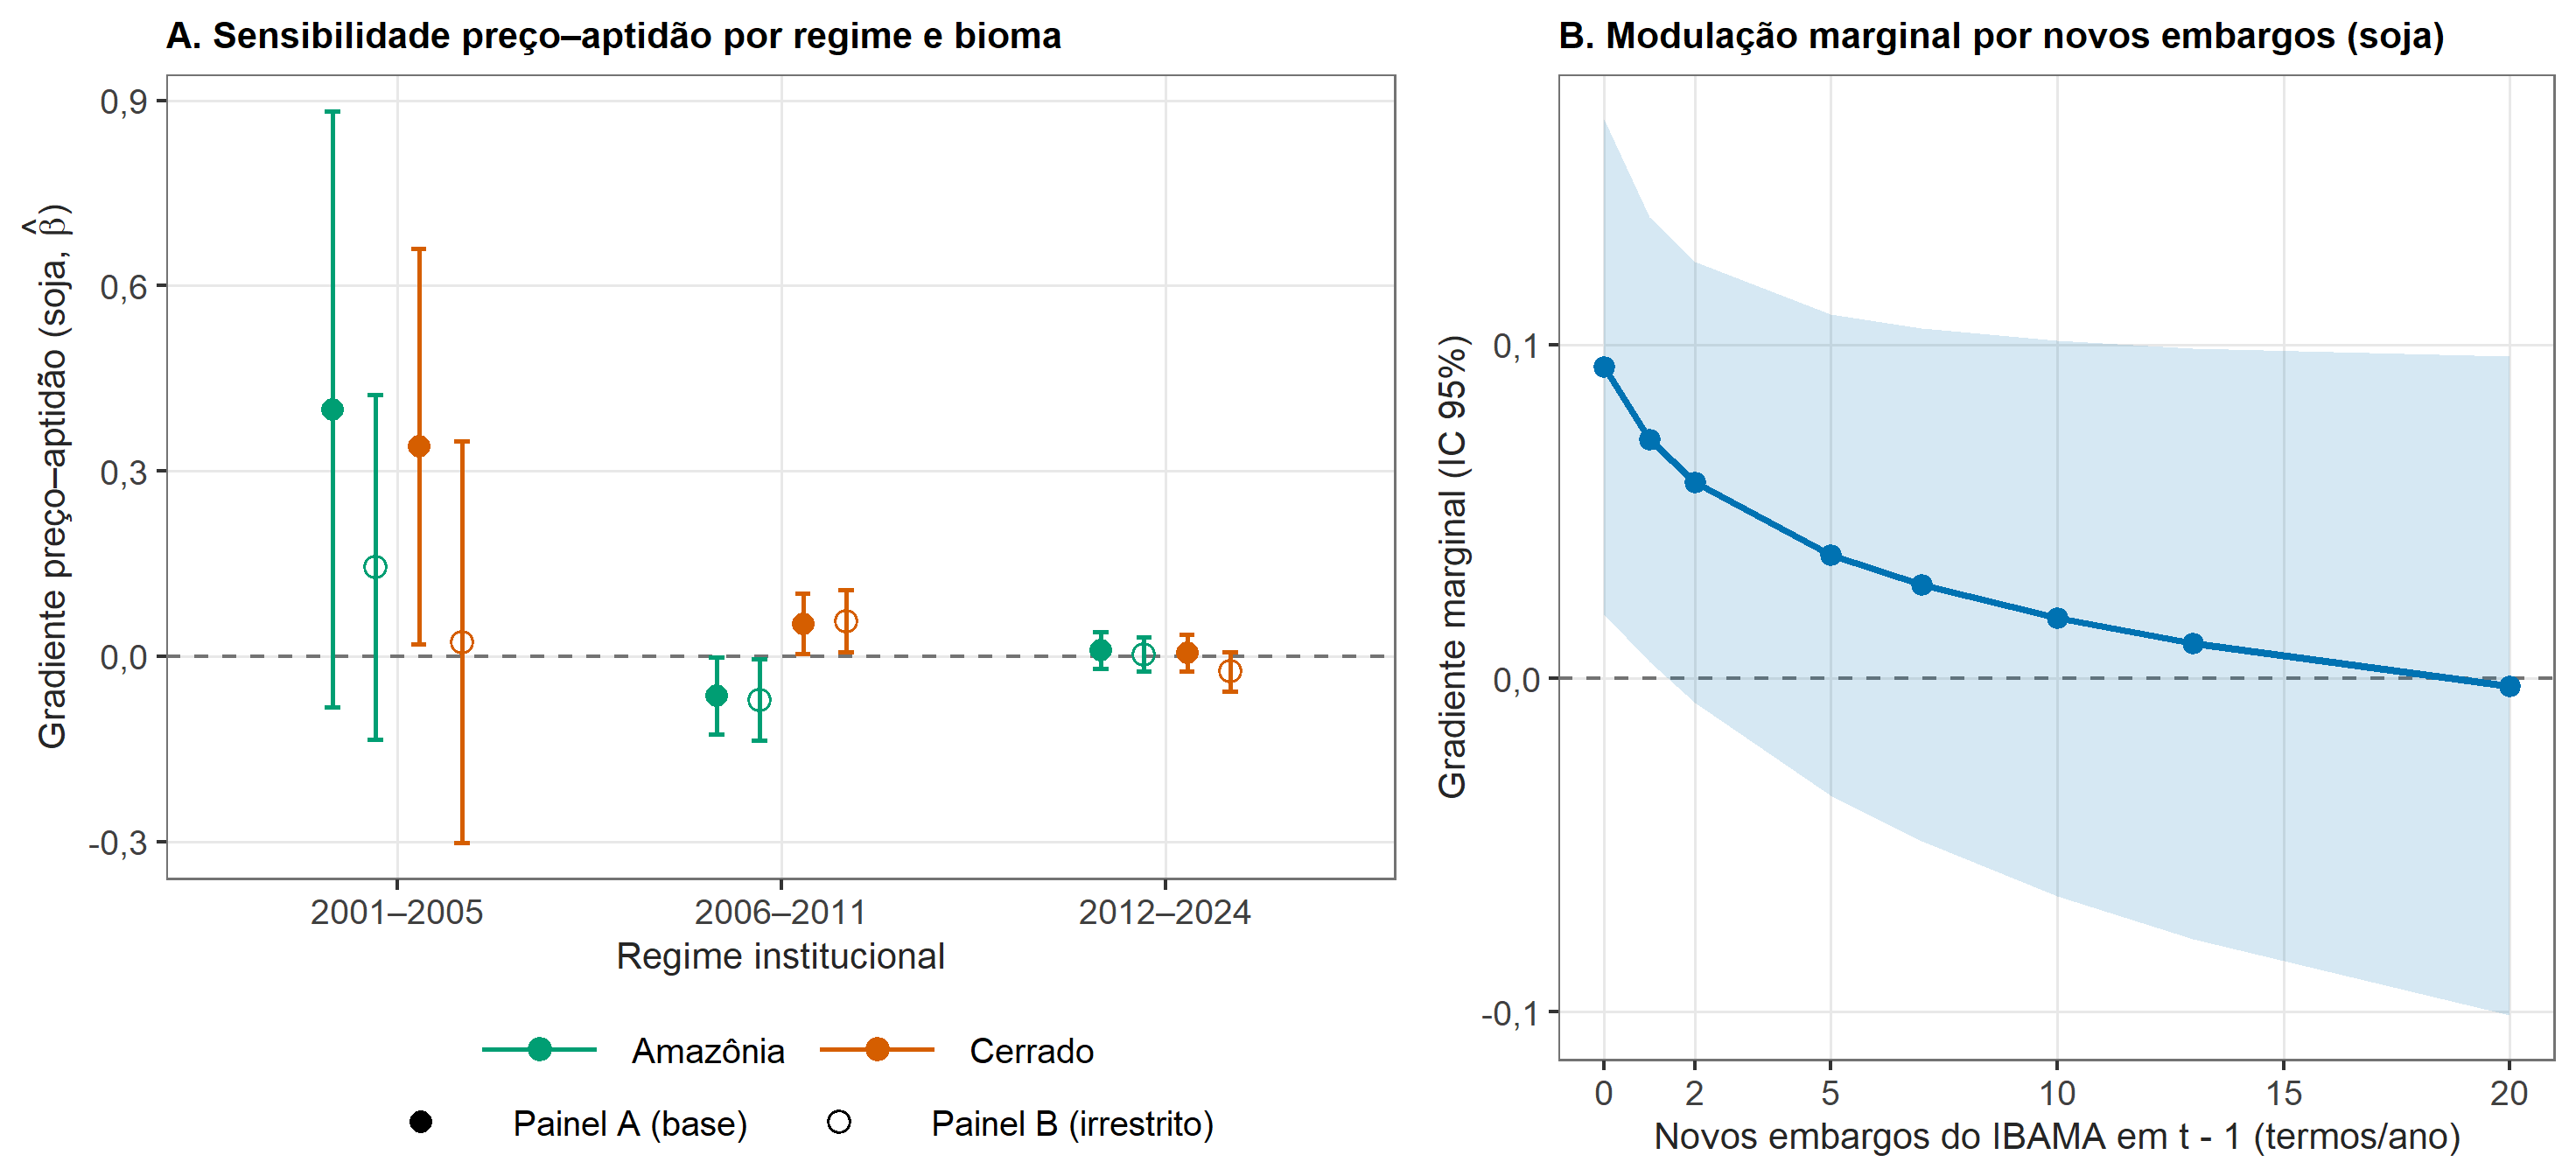 A. Sensibilidade preço–aptidão por regime e bioma
Gradiente preço–aptidão (soja, β̂)
0,9
0,6
0,3
0,0
-0,3
2001–2005
2006–2011
2012–2024
Regime institucional
Amazônia
Cerrado
Painel A (base)
Painel B (irrestrito)
B. Modulação marginal por novos embargos (soja)
Gradiente marginal (IC 95%)
0,1
0,0
-0,1
0
2
5
10
15
20
Novos embargos do IBAMA em t - 1 (termos/ano)